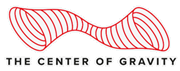 THE CENTER OF GRAVITY